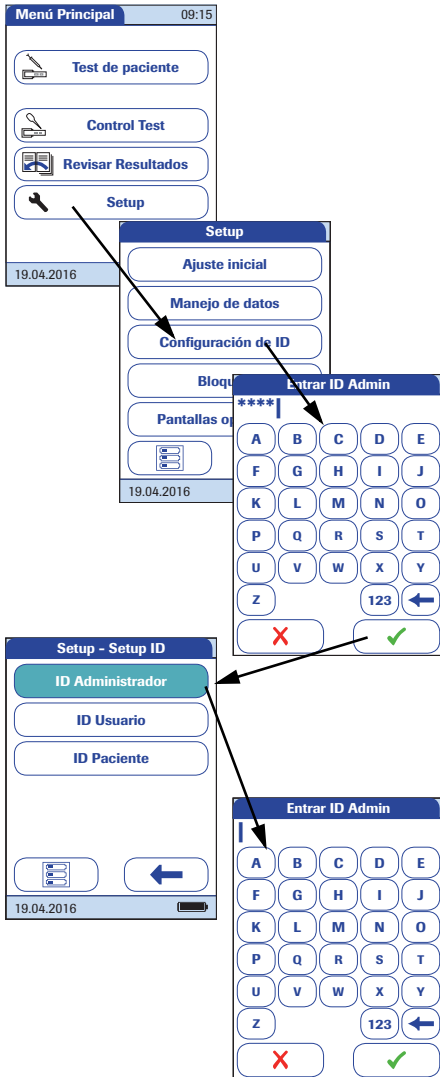 Menú Principal 09:15
Test de paciente
Control Test
Revisar Resultados
Setup
19.04.2016
Setup
Ajuste inicial
Manejo de datos
Configuración de ID
Bloqu
Pantallas op
19.04.2016
Entrar ID Admin
****
A B C D E
F G H I J
K L M N O
P Q R S T
U V W X Y
Z 123
Setup - Setup ID
ID Administrador
ID Usuario
ID Paciente
19.04.2016
Entrar ID Admin
A B C D E
F G H I J
K L M N O
P Q R S T
U V W X Y
Z 123